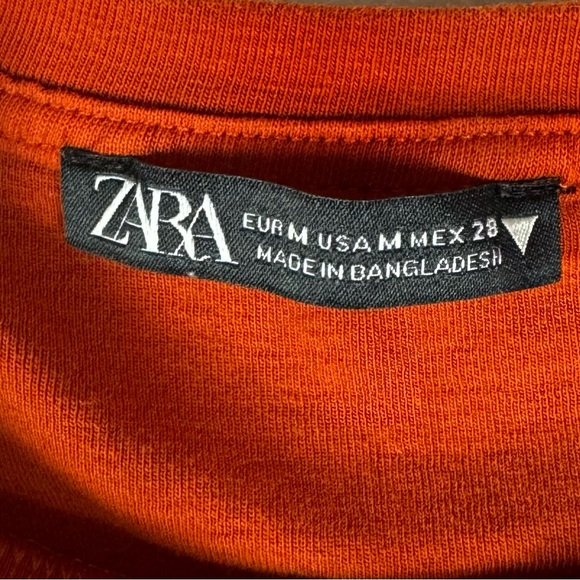 ZARA
EUR M USA M MEX 28
MADE IN BANGLADESH